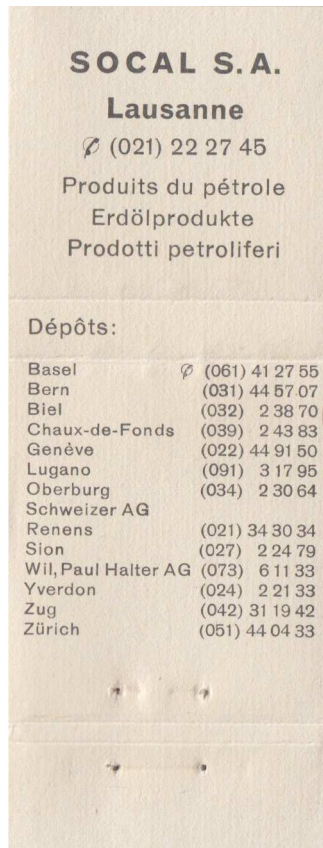 SOCAL S.A.
Lausanne
✆ (021) 22 27 45
Produits du pétrole
Erdölprodukte
Prodotti petroliferi
Dépôts:
Basel ✆ (061) 41 27 55
Bern (031) 44 57 07
Biel (032) 2 38 70
Chaux-de-Fonds (039) 2 43 83
Genève (022) 44 91 50
Lugano (091) 3 17 95
Oberburg (034) 2 30 64
Schweizer AG
Renens (021) 34 30 34
Sion (027) 2 24 79
Wil, Paul Halter AG (073) 6 11 33
Yverdon (024) 2 21 33
Zug (042) 31 19 42
Zürich (051) 44 04 33